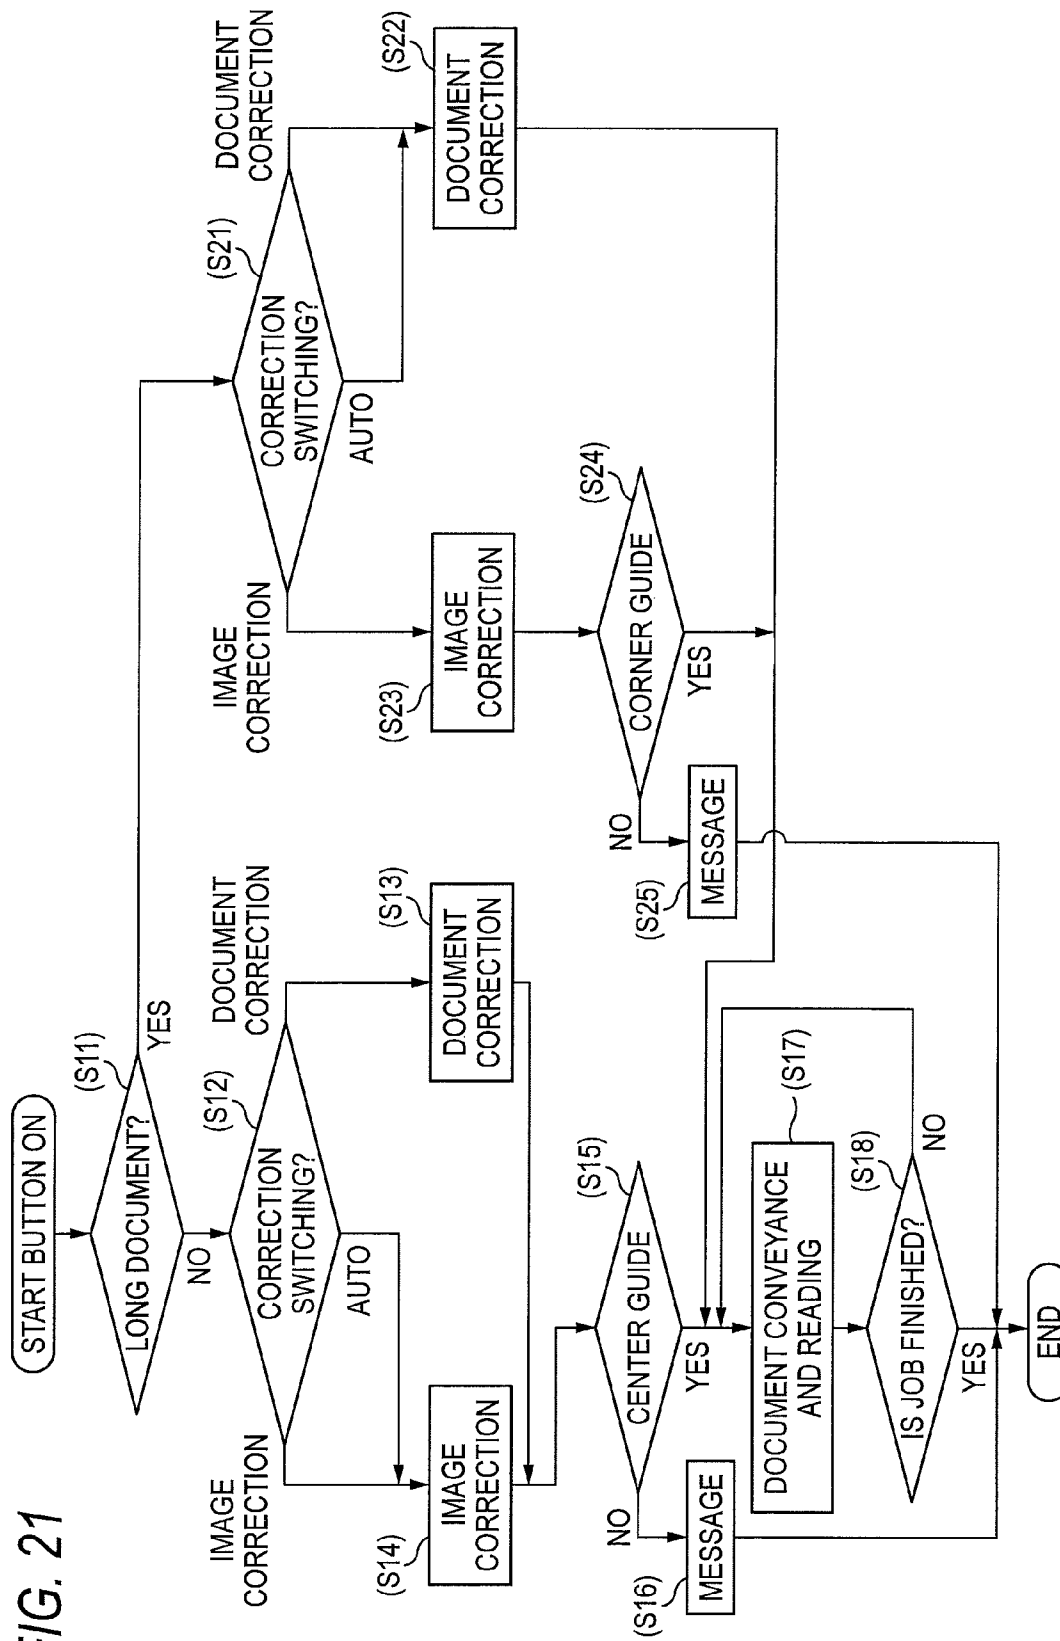 FIG. 21
START BUTTON ON
LONG DOCUMENT?
(S11)
YES
NO
CORRECTION
SWITCHING?
(S12)
IMAGE
CORRECTION
AUTO
DOCUMENT
CORRECTION
IMAGE
CORRECTION
(S14)
DOCUMENT
CORRECTION
(S13)
CENTER GUIDE
(S15)
NO
YES
MESSAGE
(S16)
DOCUMENT CONVEYANCE
AND READING
(S17)
IS JOB FINISHED?
(S18)
NO
YES
END
CORRECTION
SWITCHING?
(S21)
IMAGE
CORRECTION
AUTO
DOCUMENT
CORRECTION
IMAGE
CORRECTION
(S23)
DOCUMENT
CORRECTION
(S22)
CORNER GUIDE
(S24)
NO
YES
MESSAGE
(S25)